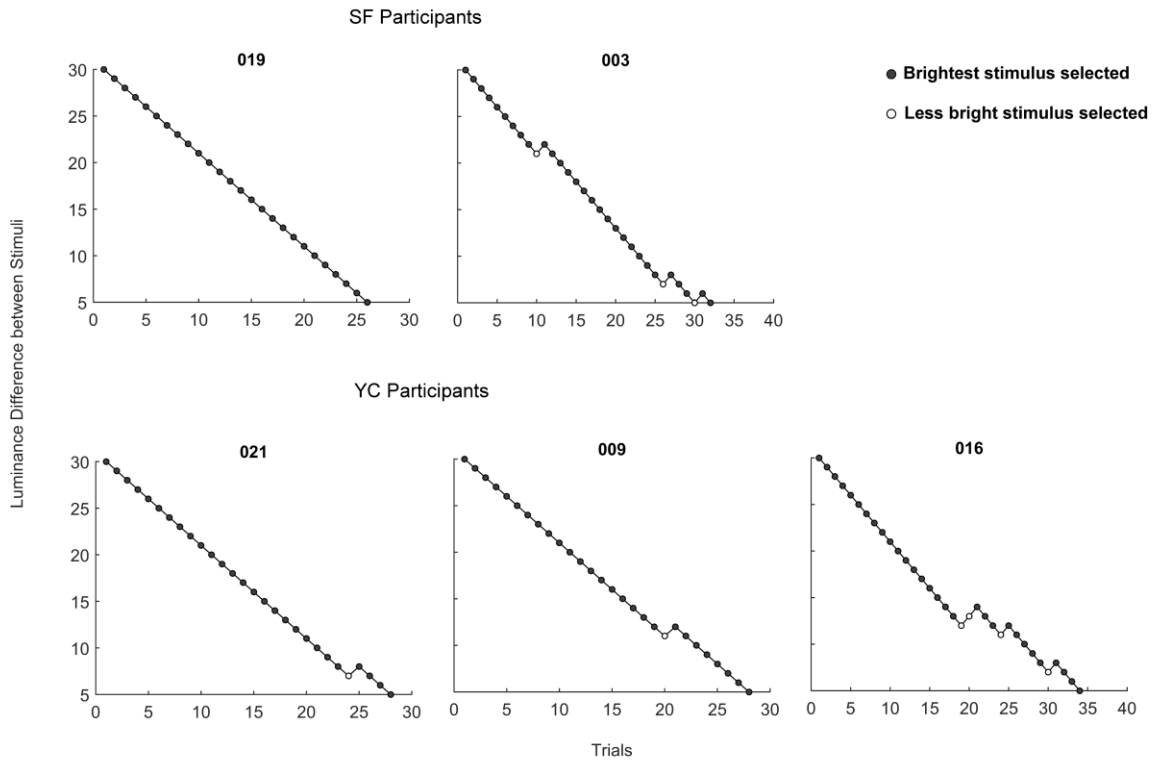 SF Participants
019
003
Brightest stimulus selected
Less bright stimulus selected
30
25
20
15
10
5
0 5 10 15 20 25 30
0 5 10 15 20 25 30 35 40
Luminance Difference between Stimuli
YC Participants
021
009
016
30
25
20
15
10
5
0 5 10 15 20 25 30
0 5 10 15 20 25 30
0 5 10 15 20 25 30 35 40
Trials